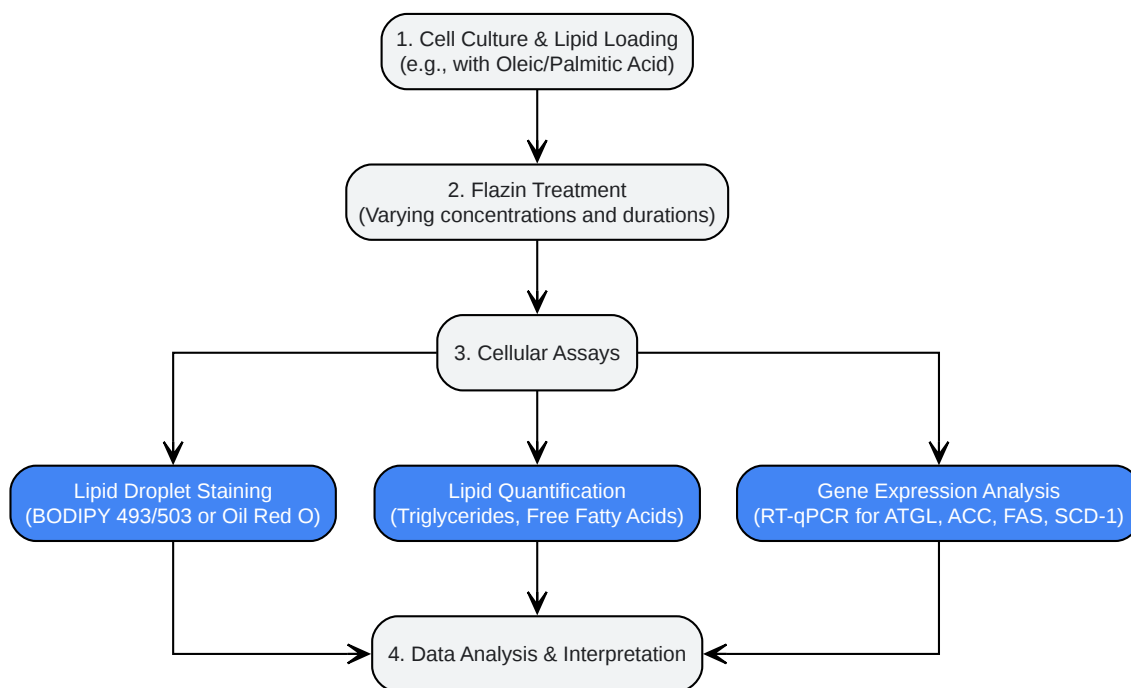 1. Cell Culture & Lipid Loading
(e.g., with Oleic/Palmitic Acid)
2. Flazin Treatment
(Varying concentrations and durations)
3. Cellular Assays
Lipid Droplet Staining
(BODIPY 493/503 or Oil Red O)
Lipid Quantification
(Triglycerides, Free Fatty Acids)
Gene Expression Analysis
(RT-qPCR for ATGL, ACC, FAS, SCD-1)
4. Data Analysis & Interpretation